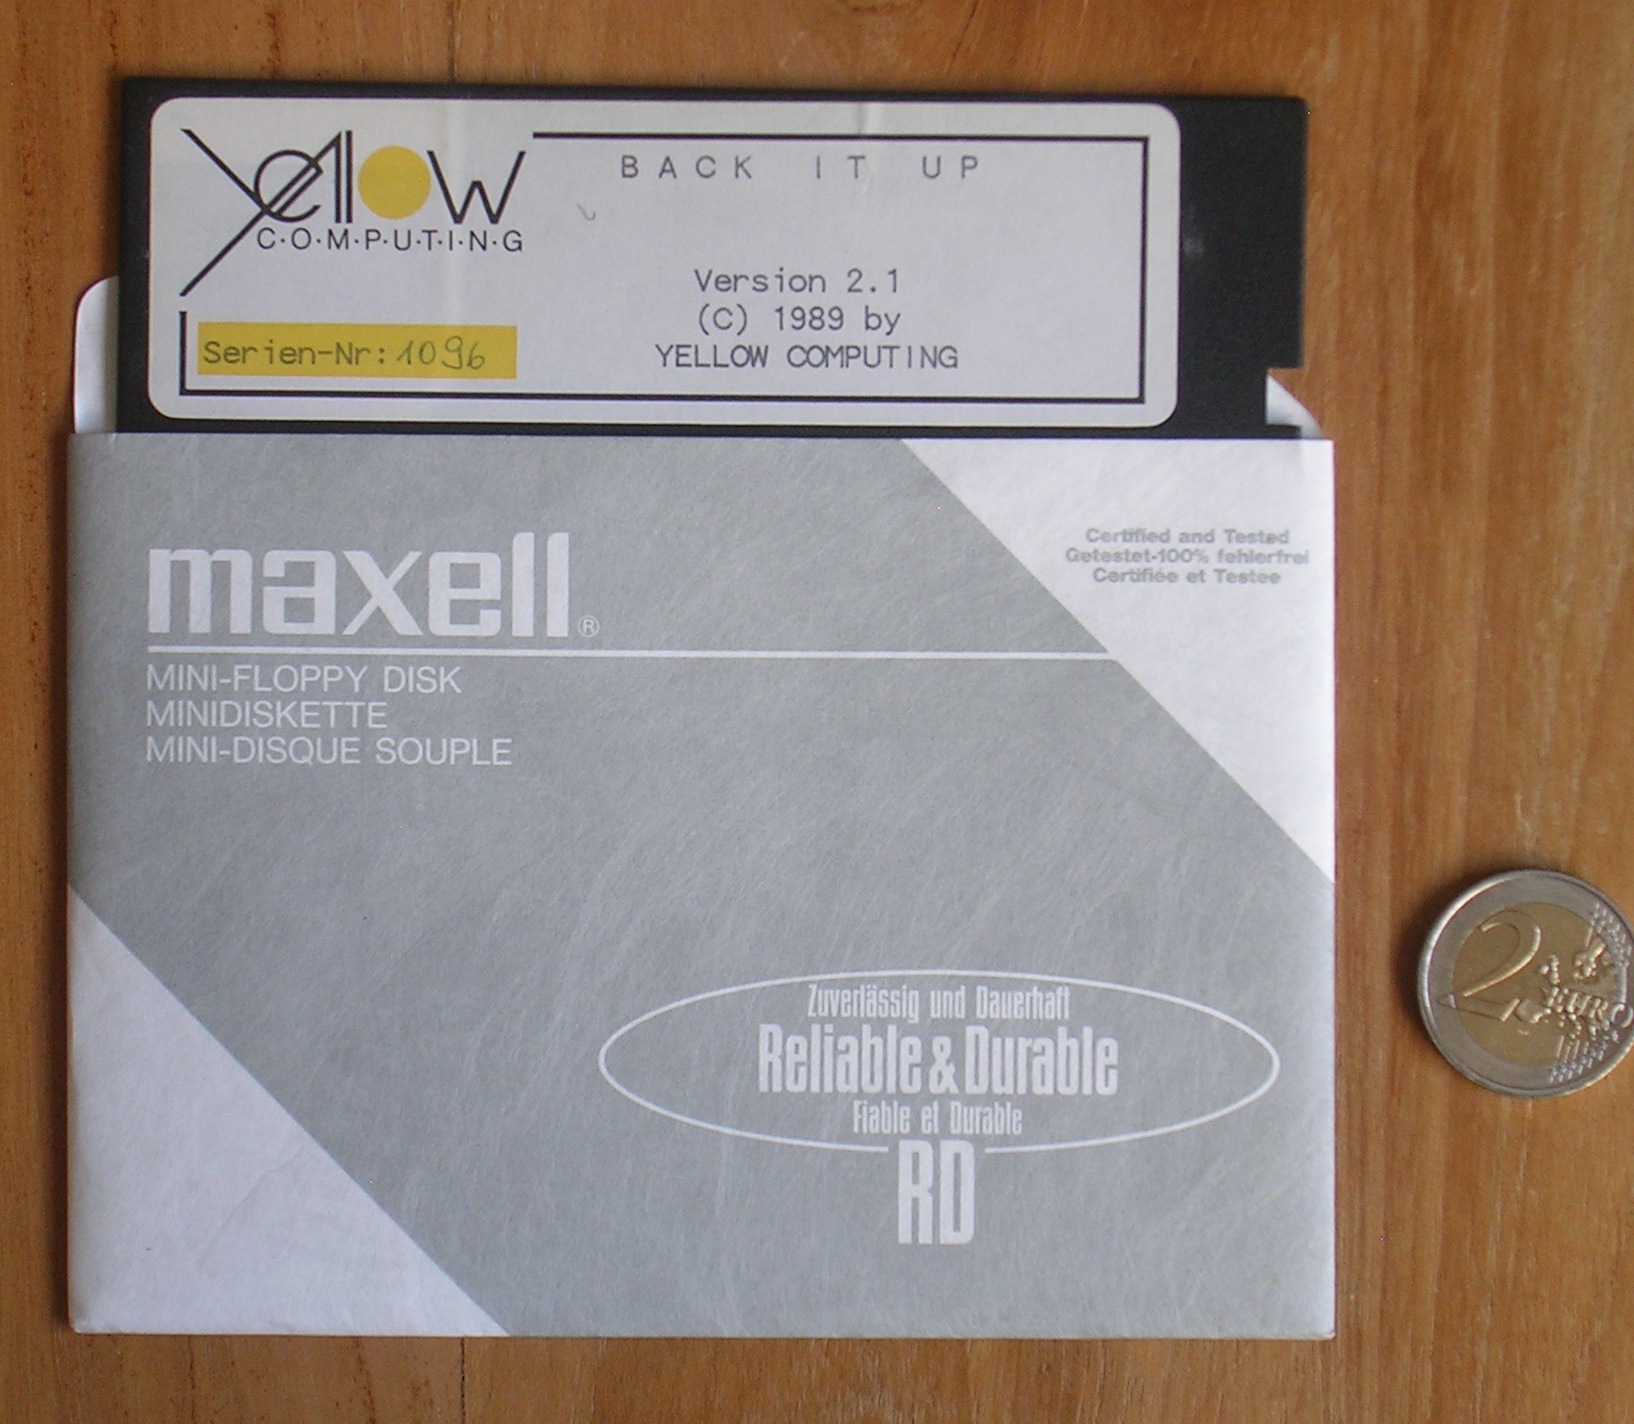 Yellow
C·O·M·P·U·T·I·N·G
BACK IT UP
Version 2.1
(C) 1989 by
YELLOW COMPUTING
Serien-Nr: 1096
maxell®
MINI-FLOPPY DISK
MINIDISKETTE
MINI-DISQUE SOUPLE
Certified and Tested
Getestet-100% fehlerfrei
Certifiée et Testee
Zuverlässig und Dauerhaft
Reliable & Durable
Fiable et Durable
RD
2
EURO